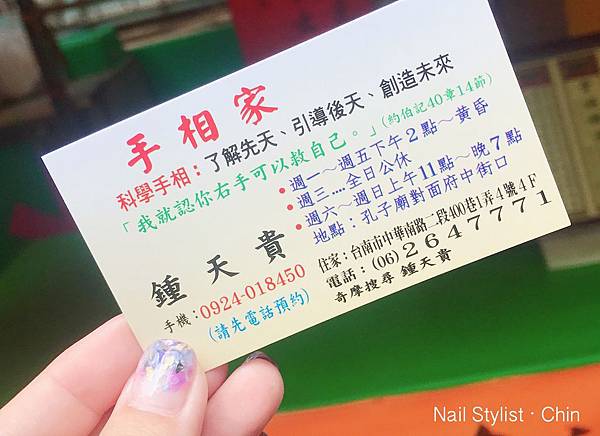 手相家
科學手相：了解先天、引導後天、創造未來
「我就認你右手可以救自己。」(約伯記40章14節)
• 週一～週五下午2點～黃昏
週三....全日公休
• 週六～週日上午11點～晚7點
地點：孔子廟對面府中街口
鍾天貴
手機：0924-018450
(請先電話預約)
住家：台南市中華南路二段400巷1弄4號4F
電話：(06)2647771
奇摩搜尋 鍾天貴
Nail Stylist · Chin